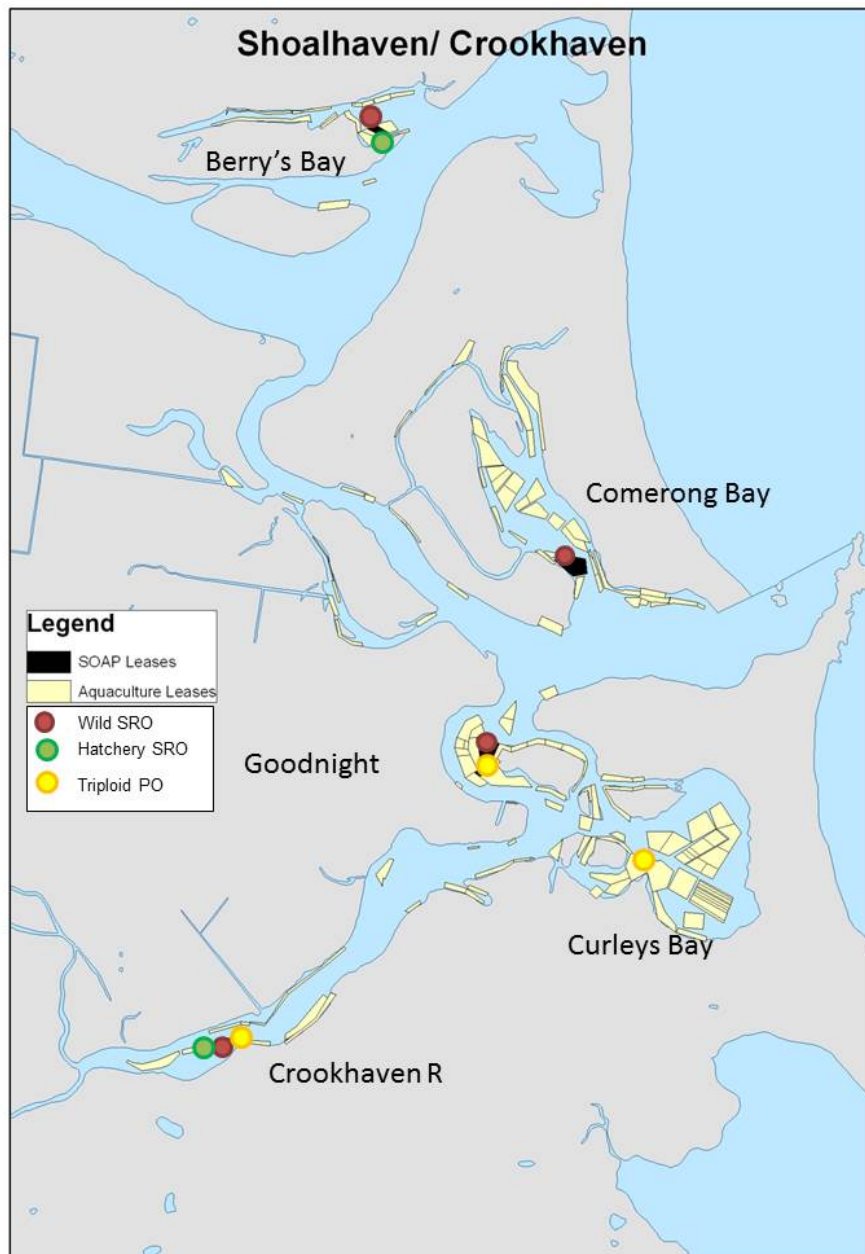 Shoalhaven/ Crookhaven
Berry's Bay
Comerong Bay
Legend
SOAP Leases
Aquaculture Leases
Wild SRO
Hatchery SRO
Triploid PO
Goodnight
Curleys Bay
Crookhaven R